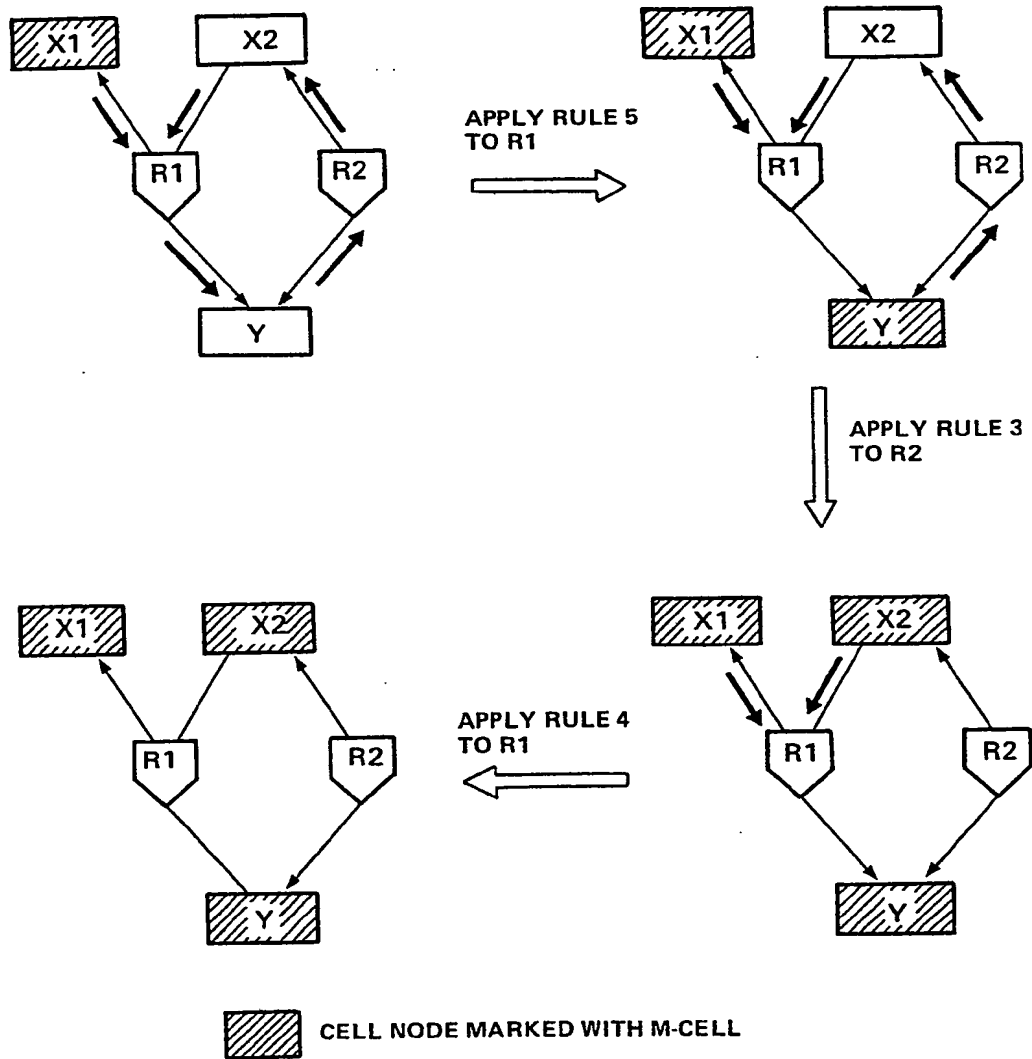 X1
X2
R1
R2
Y
APPLY RULE 5
TO R1
X1
X2
R1
R2
Y
APPLY RULE 3
TO R2
X1
X2
R1
R2
Y
APPLY RULE 4
TO R1
X1
X2
R1
R2
Y
CELL NODE MARKED WITH M-CELL